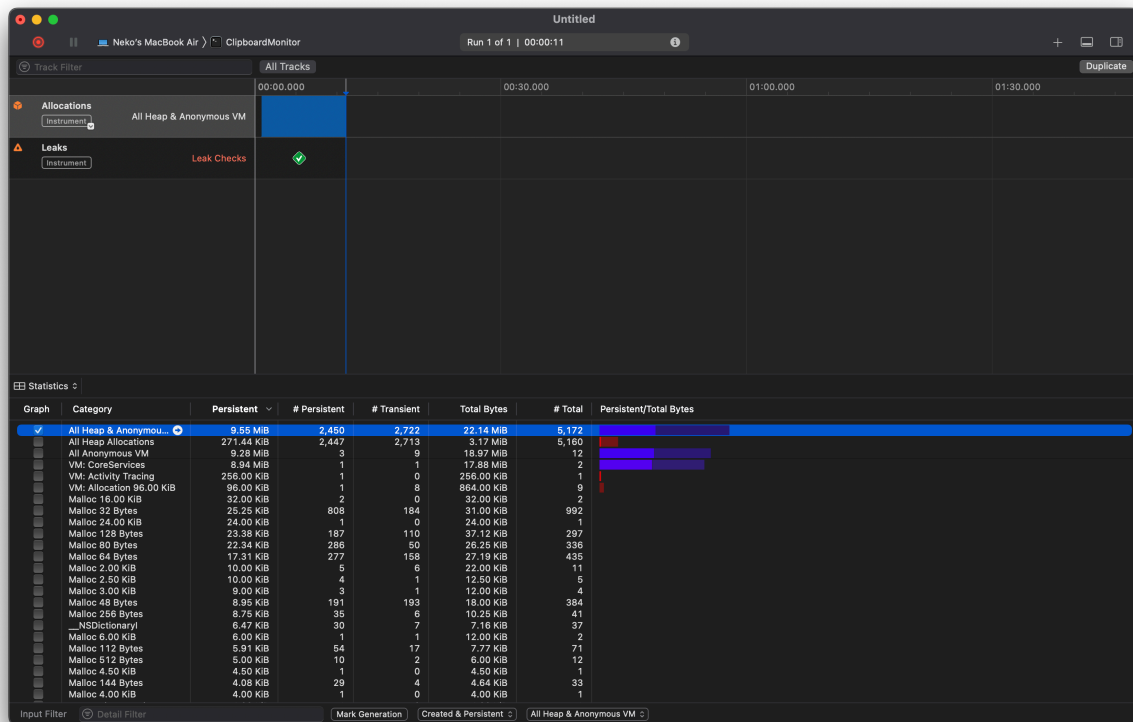 Untitled
Neko's MacBook Air 〉 ClipboardMonitor
Run 1 of 1 | 00:00:11
Track Filter
All Tracks
Duplicate
00:00.000 00:30.000 01:00.000 01:30.000
Allocations
Instrument
All Heap & Anonymous VM
Leaks
Instrument
Leak Checks
Statistics
Graph Category Persistent # Persistent # Transient Total Bytes # Total Persistent/Total Bytes
All Heap & Anonymou... 9.55 MiB 2,450 2,722 22.14 MiB 5,172
All Heap Allocations 271.44 KiB 2,447 2,713 3.17 MiB 5,160
All Anonymous VM 9.28 MiB 3 9 18.97 MiB 12
VM: CoreServices 8.94 MiB 1 1 17.88 MiB 2
VM: Activity Tracing 256.00 KiB 1 0 256.00 KiB 1
VM: Allocation 96.00 KiB 96.00 KiB 1 8 864.00 KiB 9
Malloc 16.00 KiB 32.00 KiB 2 0 32.00 KiB 2
Malloc 32 Bytes 25.25 KiB 808 184 31.00 KiB 992
Malloc 24.00 KiB 24.00 KiB 1 0 24.00 KiB 1
Malloc 128 Bytes 23.38 KiB 187 110 37.12 KiB 297
Malloc 80 Bytes 22.34 KiB 286 50 26.25 KiB 336
Malloc 64 Bytes 17.31 KiB 277 158 27.19 KiB 435
Malloc 2.00 KiB 10.00 KiB 5 6 22.00 KiB 11
Malloc 2.50 KiB 10.00 KiB 4 1 12.50 KiB 5
Malloc 3.00 KiB 9.00 KiB 3 1 12.00 KiB 4
Malloc 48 Bytes 8.95 KiB 191 193 18.00 KiB 384
Malloc 256 Bytes 8.75 KiB 35 6 10.25 KiB 41
__NSDictionaryI 6.47 KiB 30 7 7.16 KiB 37
Malloc 6.00 KiB 6.00 KiB 1 1 12.00 KiB 2
Malloc 112 Bytes 5.91 KiB 54 17 7.77 KiB 71
Malloc 512 Bytes 5.00 KiB 10 2 6.00 KiB 12
Malloc 4.50 KiB 4.50 KiB 1 0 4.50 KiB 1
Malloc 144 Bytes 4.08 KiB 29 4 4.64 KiB 33
Malloc 4.00 KiB 4.00 KiB 1 0 4.00 KiB 1
Input Filter Detail Filter Mark Generation Created & Persistent All Heap & Anonymous VM